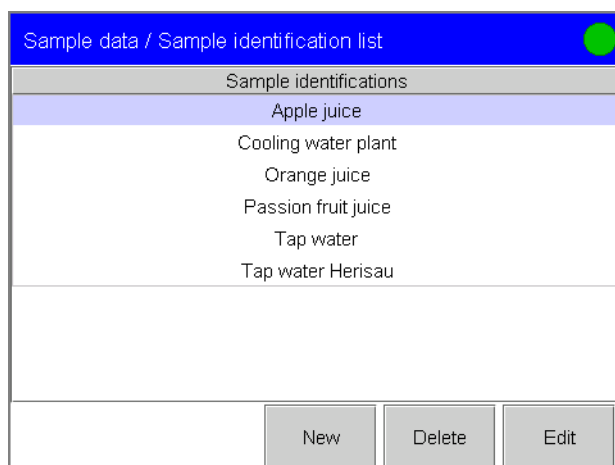 Sample data / Sample identification list
Sample identifications
Apple juice
Cooling water plant
Orange juice
Passion fruit juice
Tap water
Tap water Herisau
New Delete Edit